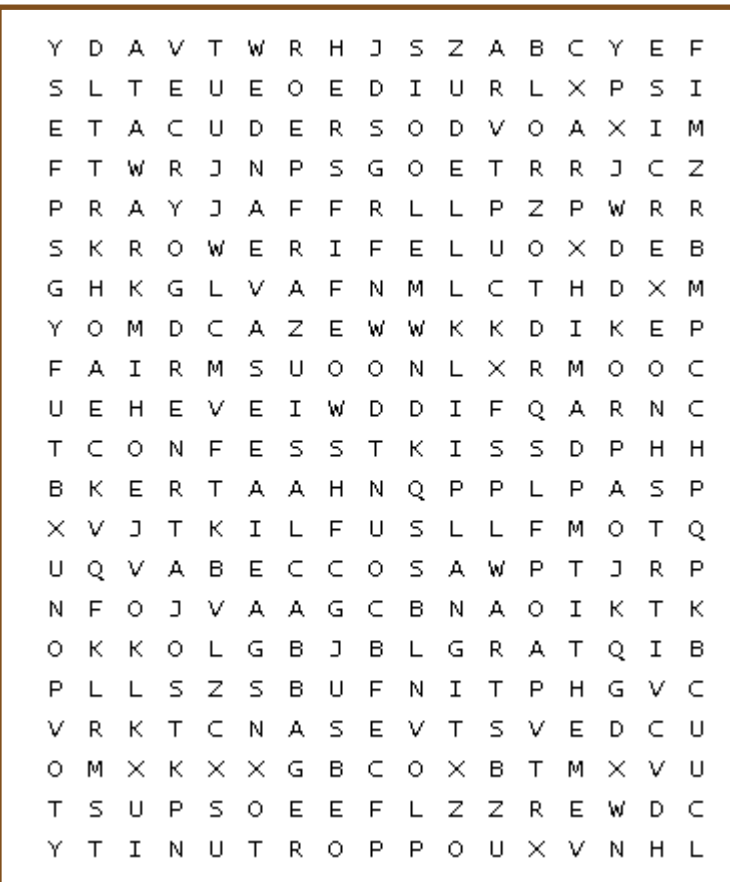 Y D A V T W R H J S Z A B C Y E F
S L T E U E O E D I U R L X P S I
E T A C U D E R S O D V O A X I M
F T W R J N P S G O E T R R J C Z
P R A Y J A F F R L L P Z P W R R
S K R O W E R I F E L U O X D E B
G H K G L V A F N M L C T H D X M
Y O M D C A Z E W W K K D I K E P
F A I R M S U O O N L X R M O O C
U E H E V E I W D D I F Q A R N C
T C O N F E S S T K I S S D P H H
B K E R T A A H N Q P P L P A S P
X V J T K I L F U S L L F M O T Q
U Q V A B E C C O S A W P T J R P
N F O J V A A G C B N A O I K T K
O K K O L G B J B L G R A T Q I B
P L L S Z S B U F N I T P H G V C
V R K T C N A S E V T S V E D C U
O M X K X X G B C O X B T M X V U
T S U P S O E E F L Z Z R E W D C
Y T I N U T R O P P O U X V N H L